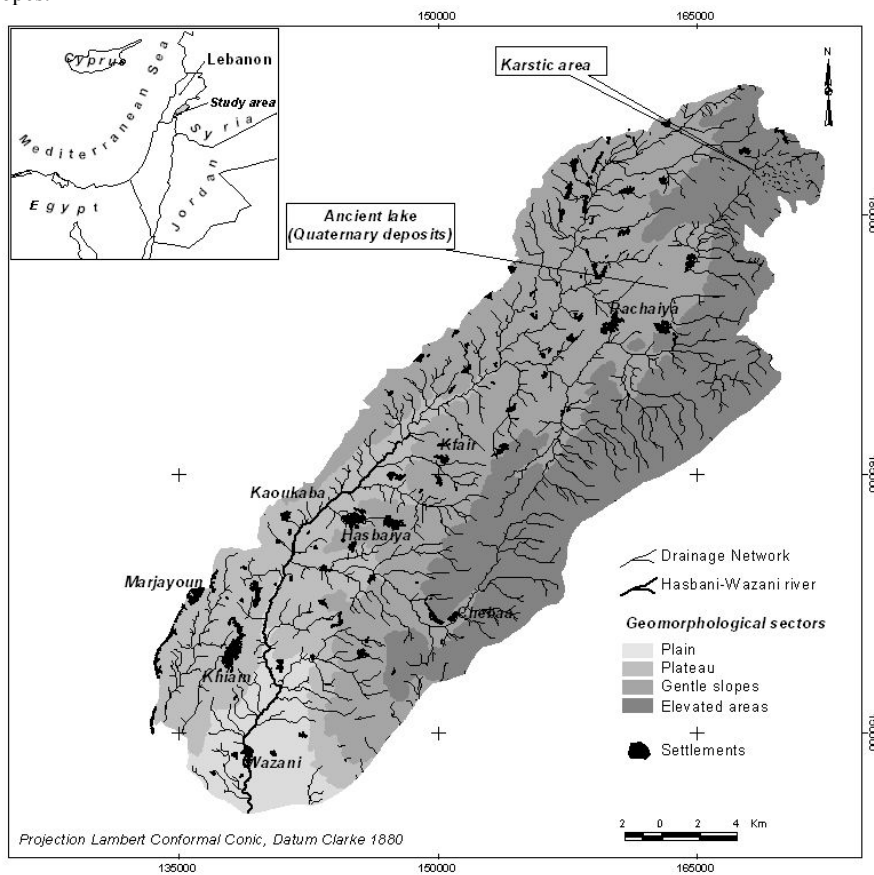 opes.
150000 165000
Cyprus
Mediterranean Sea
Lebanon
Study area
Syria
Jordan
Egypt
Karstic area
N
Ancient lake
(Quaternary deposits)
Rachaiya
Kfair
Kaoukaba
Hasbaiya
Marjayoun
Chebaa
Khiam
Wazani
Drainage Network
Hasbani-Wazani river
Geomorphological sectors
Plain
Plateau
Gentle slopes
Elevated areas
Settlements
2 0 2 4 Km
Projection Lambert Conformal Conic, Datum Clarke 1880
135000 150000 165000